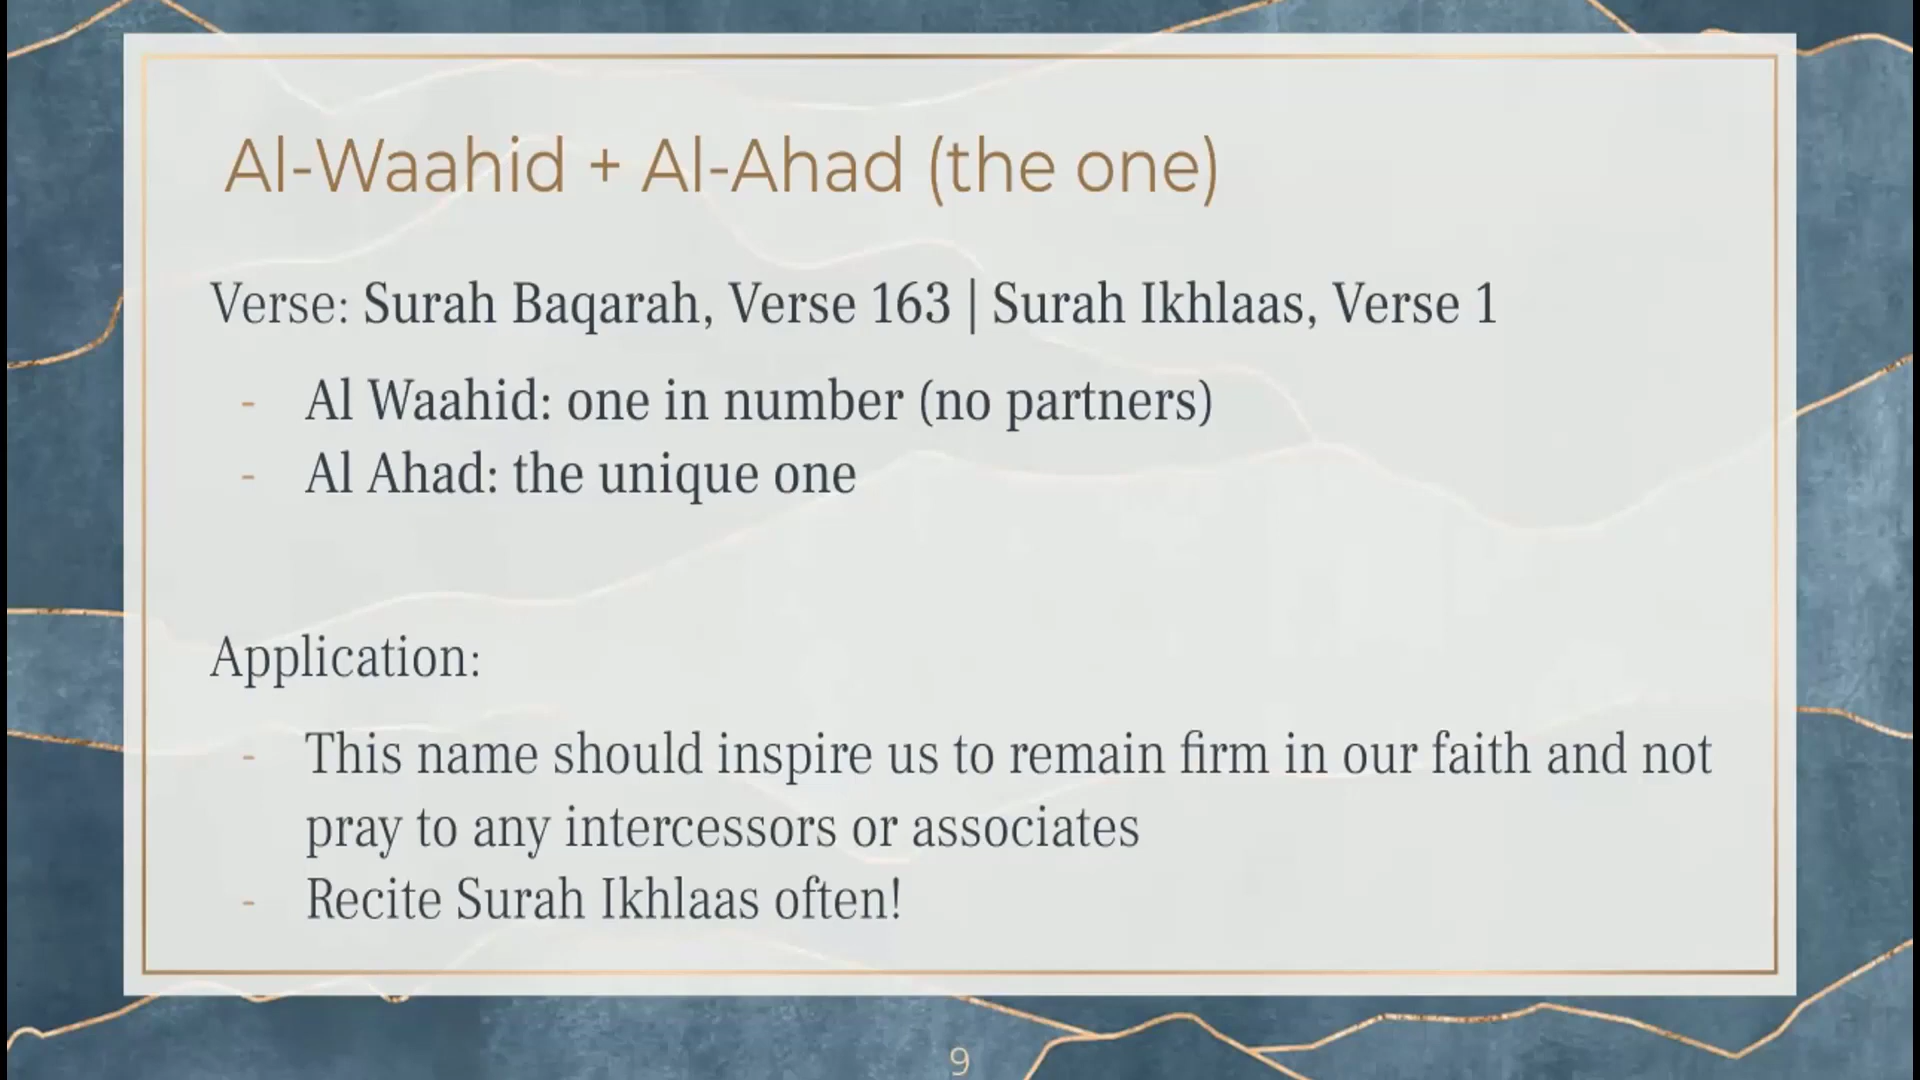 Al-Waahid + Al-Ahad (the one)
Verse: Surah Baqarah, Verse 163 | Surah Ikhlaas, Verse 1
- Al Waahid: one in number (no partners)
- Al Ahad: the unique one
Application:
- This name should inspire us to remain firm in our faith and not
pray to any intercessors or associates
- Recite Surah Ikhlaas often!
9